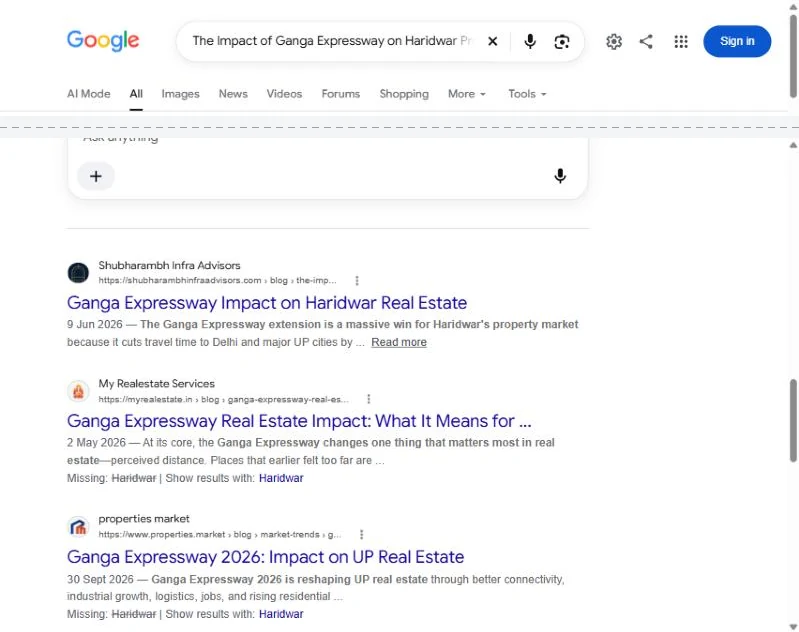 Google
The Impact of Ganga Expressway on Haridwar Pr
Sign in
AI Mode All Images News Videos Forums Shopping More Tools
Ask anything
Shubharambh Infra Advisors
https://shubharambhinfraadvisors.com › blog › the-imp...
Ganga Expressway Impact on Haridwar Real Estate
9 Jun 2026 — The Ganga Expressway extension is a massive win for Haridwar's property market
because it cuts travel time to Delhi and major UP cities by ... Read more
My Realestate Services
https://myrealestate.in › blog › ganga-expressway-real-es...
Ganga Expressway Real Estate Impact: What It Means for ...
2 May 2026 — At its core, the Ganga Expressway changes one thing that matters most in real
estate—perceived distance. Places that earlier felt too far are ...
Missing: Haridwar | Show results with: Haridwar
properties market
https://www.properties.market › blog › market-trends › g...
Ganga Expressway 2026: Impact on UP Real Estate
30 Sept 2026 — Ganga Expressway 2026 is reshaping UP real estate through better connectivity,
industrial growth, logistics, jobs, and rising residential ...
Missing: Haridwar | Show results with: Haridwar